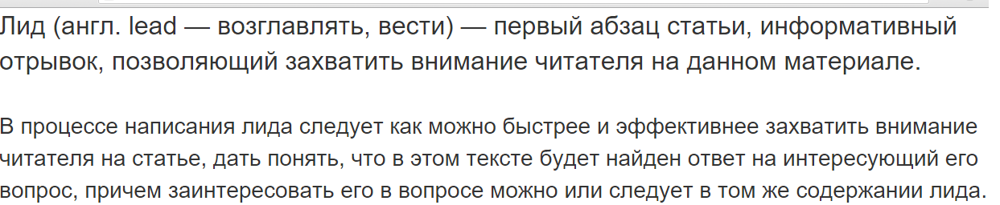 Лид (англ. lead — возглавлять, вести) — первый абзац статьи, информативный
отрывок, позволяющий захватить внимание читателя на данном материале.
В процессе написания лида следует как можно быстрее и эффективнее захватить внимание
читателя на статье, дать понять, что в этом тексте будет найден ответ на интересующий его
вопрос, причем заинтересовать его в вопросе можно или следует в том же содержании лида.